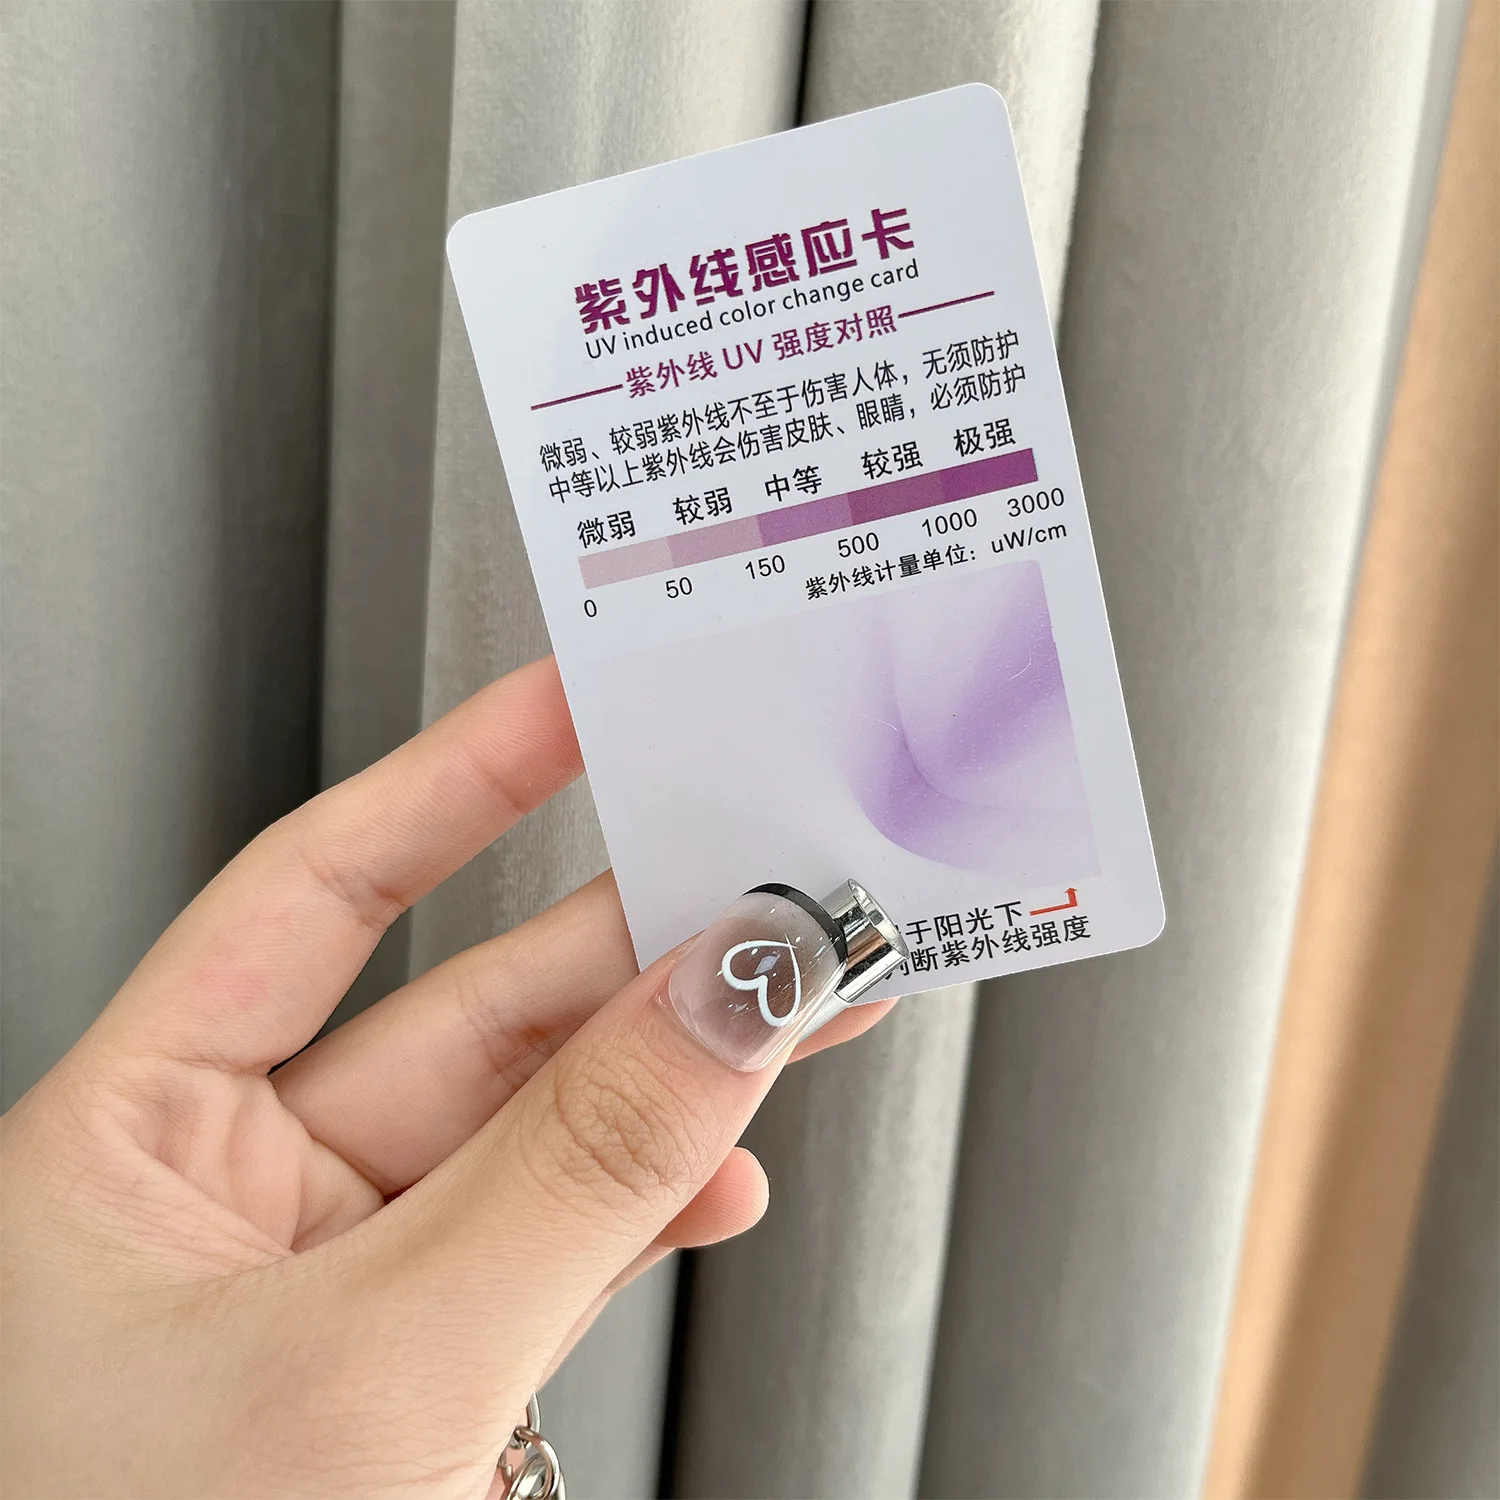 紫外线感应卡
UV induced color change card
紫外线 UV 强度对照
微弱、较弱紫外线不至于伤害人体，无须防护
中等以上紫外线会伤害皮肤、眼睛，必须防护
微弱 较弱 中等 较强 极强
0 50 150 500 1000 3000
紫外线计量单位：uW/cm
于阳光下
判断紫外线强度